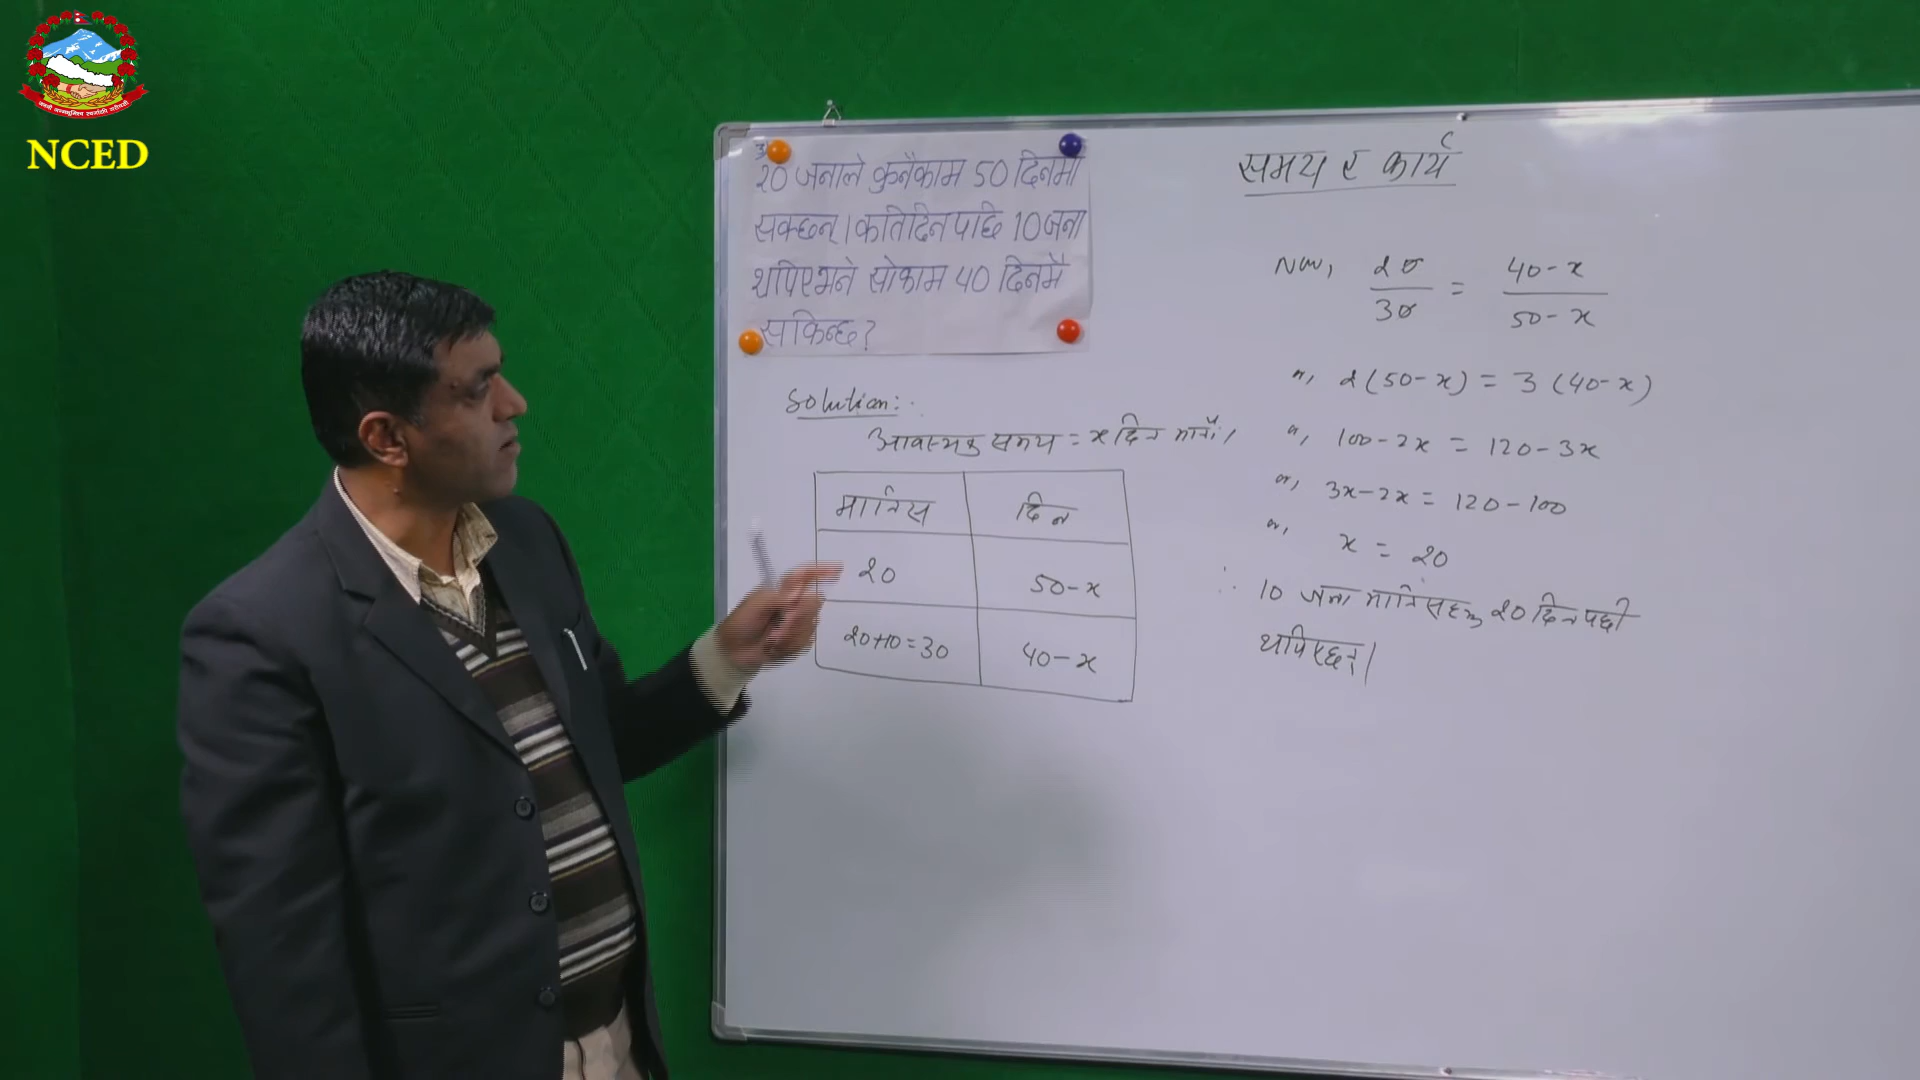 NCED
3)
20 जनाले कुनैकाम 50 दिनमा
सक्छन् । कतिदिन पछि 10 जना
थपिएभने सोकाम 40 दिनमै
सकिन्छ ?
Solution:-
आवश्यक समय = x दिन मानौं ।
मानिस दिन
20 50-x
20+10=30 40-x
समय र कार्य
Now, 20/30 = 40-x/50-x
or, 2(50-x) = 3(40-x)
or, 100-2x = 120-3x
or, 3x-2x = 120-100
or, x = 20
∴ 10 जना मानिसहरू 20 दिन पछी
थपिएछन् ।